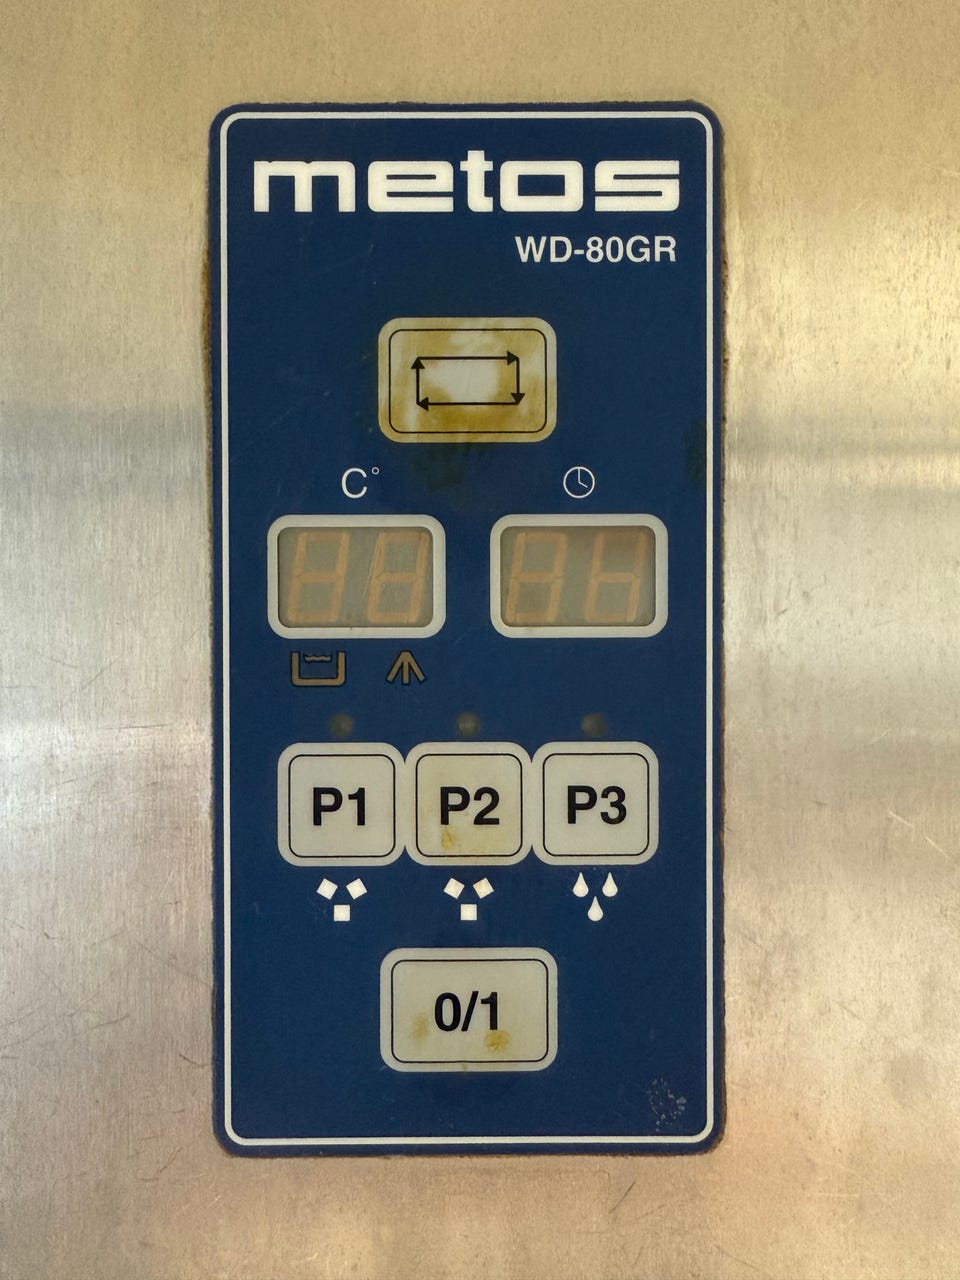 metos
WD-80GR
C°
P1 P2 P3
0/1